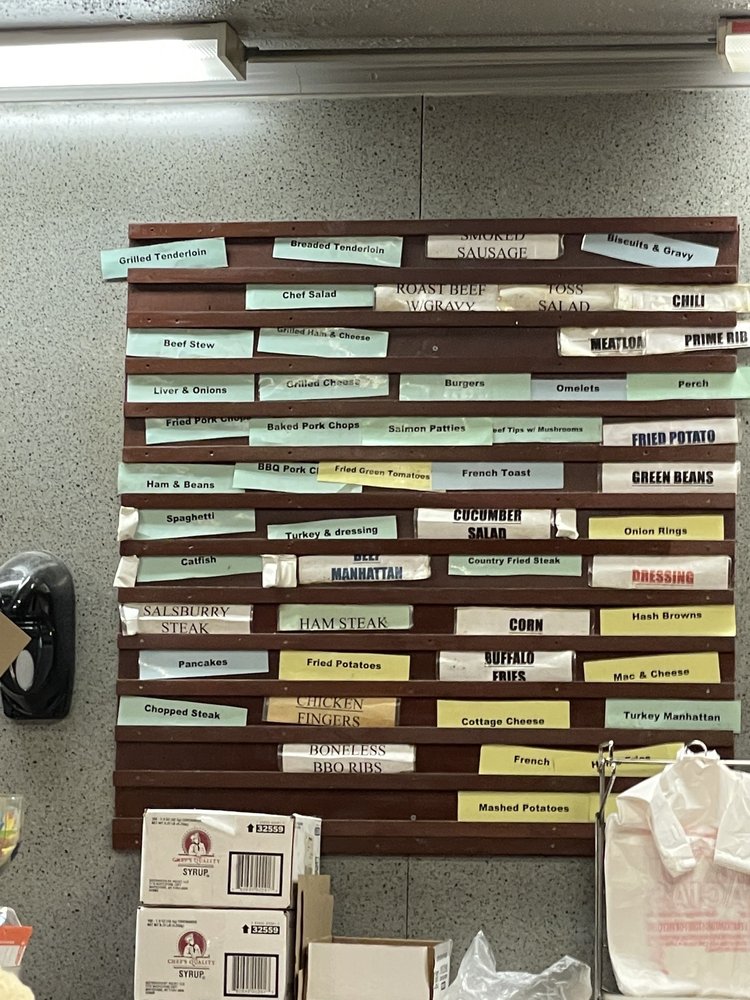 Grilled Tenderloin
Breaded Tenderloin
SMOKED
SAUSAGE
Biscuits & Gravy
Chef Salad
ROAST BEEF
W/GRAVY
TOSS
SALAD
CHILI
Beef Stew
Grilled Ham & Cheese
MEATLOA
PRIME RIB
Liver & Onions
Grilled Cheese
Burgers
Omelets
Perch
Fried Pork Chops
Baked Pork Chops
Salmon Patties
eef Tips w/ Mushrooms
FRIED POTATO
Ham & Beans
BBQ Pork C
Fried Green Tomatoes
French Toast
GREEN BEANS
Spaghetti
Turkey & dressing
CUCUMBER
SALAD
Onion Rings
Catfish
BEEF
MANHATTAN
Country Fried Steak
DRESSING
SALSBURRY
STEAK
HAM STEAK
CORN
Hash Browns
Pancakes
Fried Potatoes
BUFFALO
FRIES
Mac & Cheese
Chopped Steak
CHICKEN
FINGERS
Cottage Cheese
Turkey Manhattan
BONELESS
BBQ RIBS
French
Mashed Potatoes
32559
CHEF'S QUALITY
SYRUP
32559
CHEF'S QUALITY
SYRUP